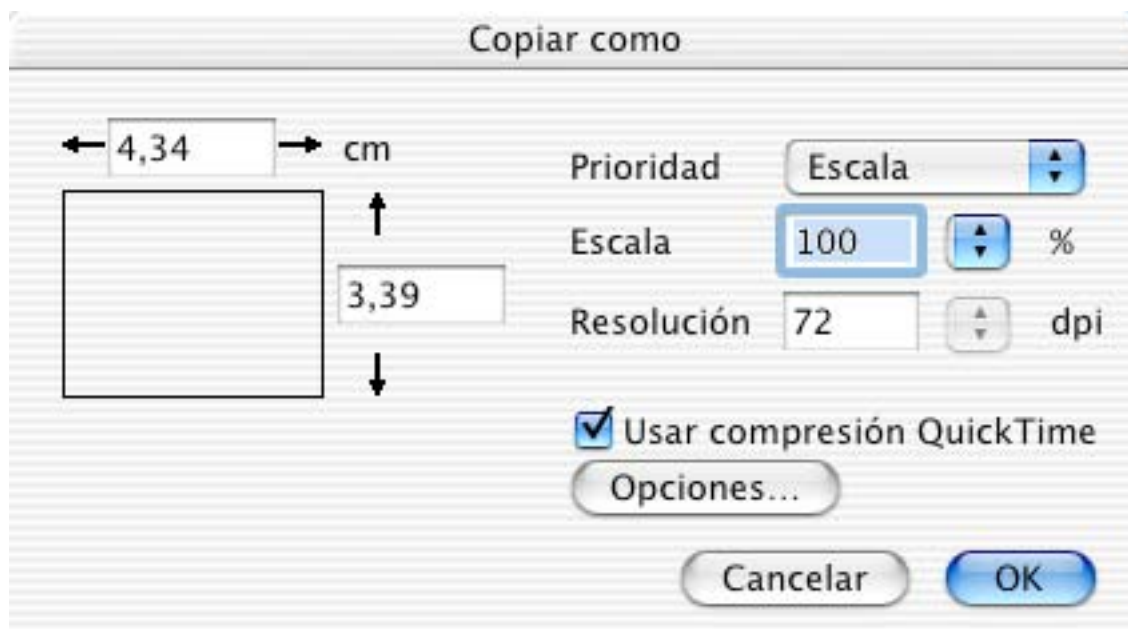 Copiar como
4,34 cm
Prioridad Escala
Escala 100 %
3,39
Resolución 72 dpi
Usar compresión QuickTime
Opciones...
Cancelar OK